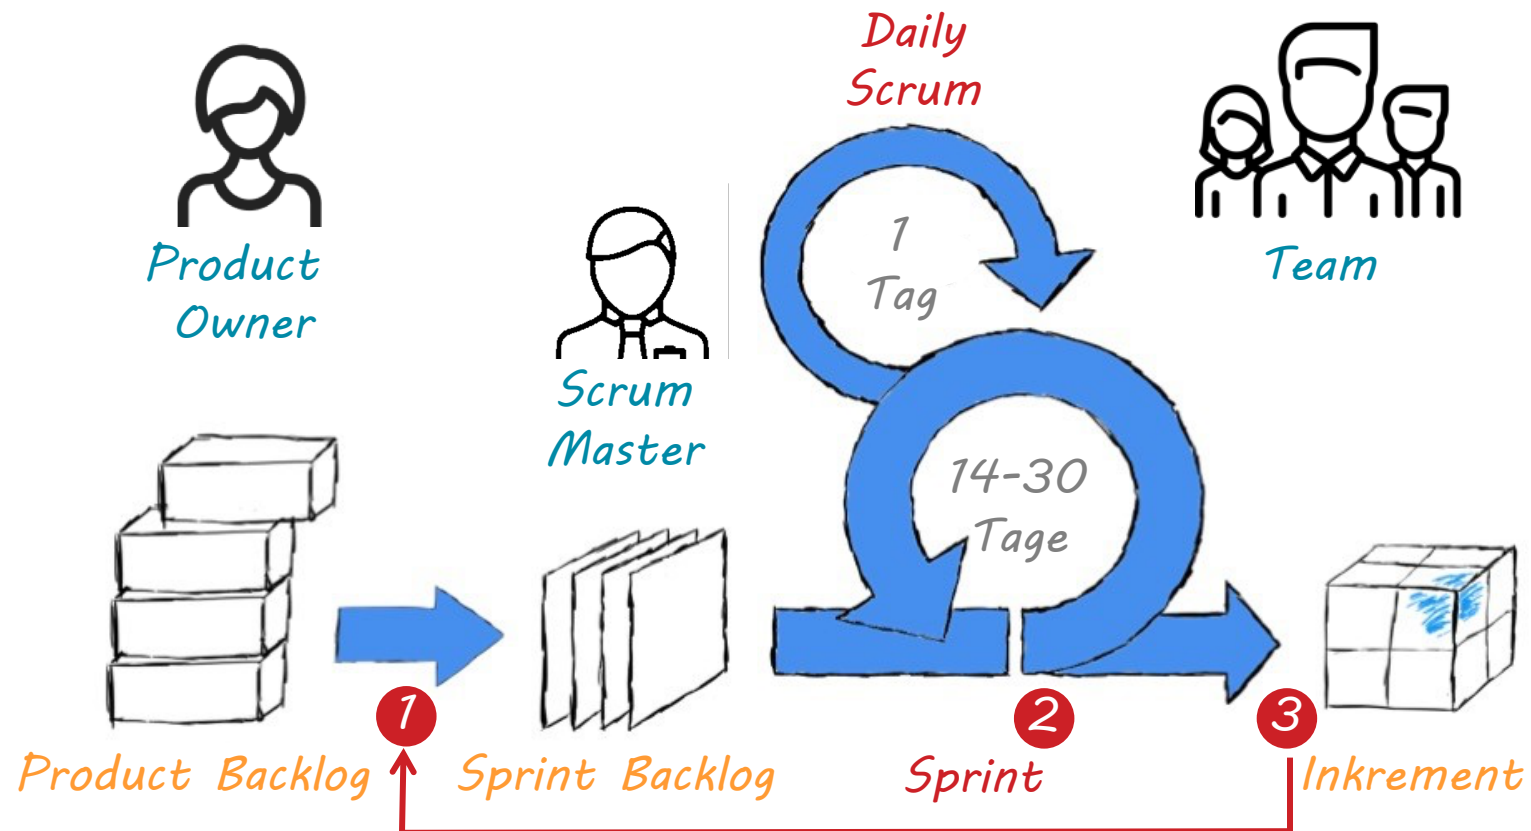 Daily
Scrum
Product
Owner
Scrum
Master
1
Tag
Team
14-30
Tage
1
2
3
Product Backlog
Sprint Backlog
Sprint
Inkrement